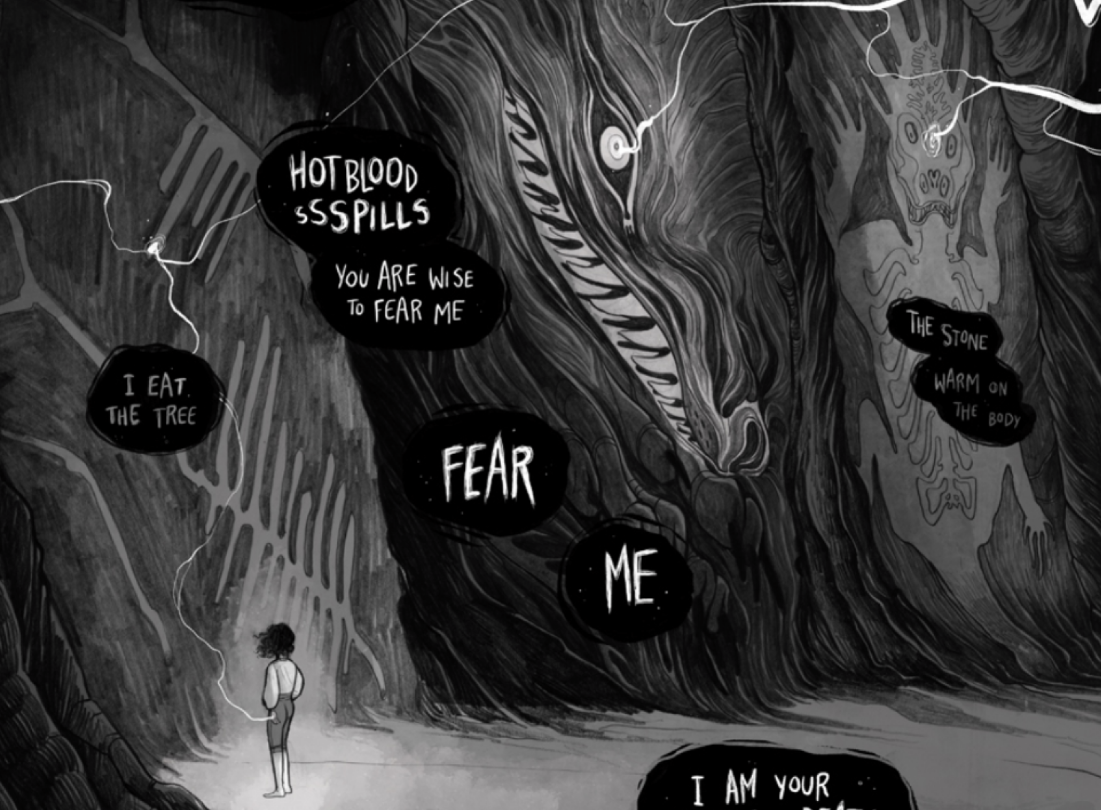 HOT BLOOD
sSSPILLS
YOU ARE WISE
TO FEAR ME
I EAT
THE TREE
THE STONE
WARM ON
THE BODY
FEAR
ME
I AM YOUR